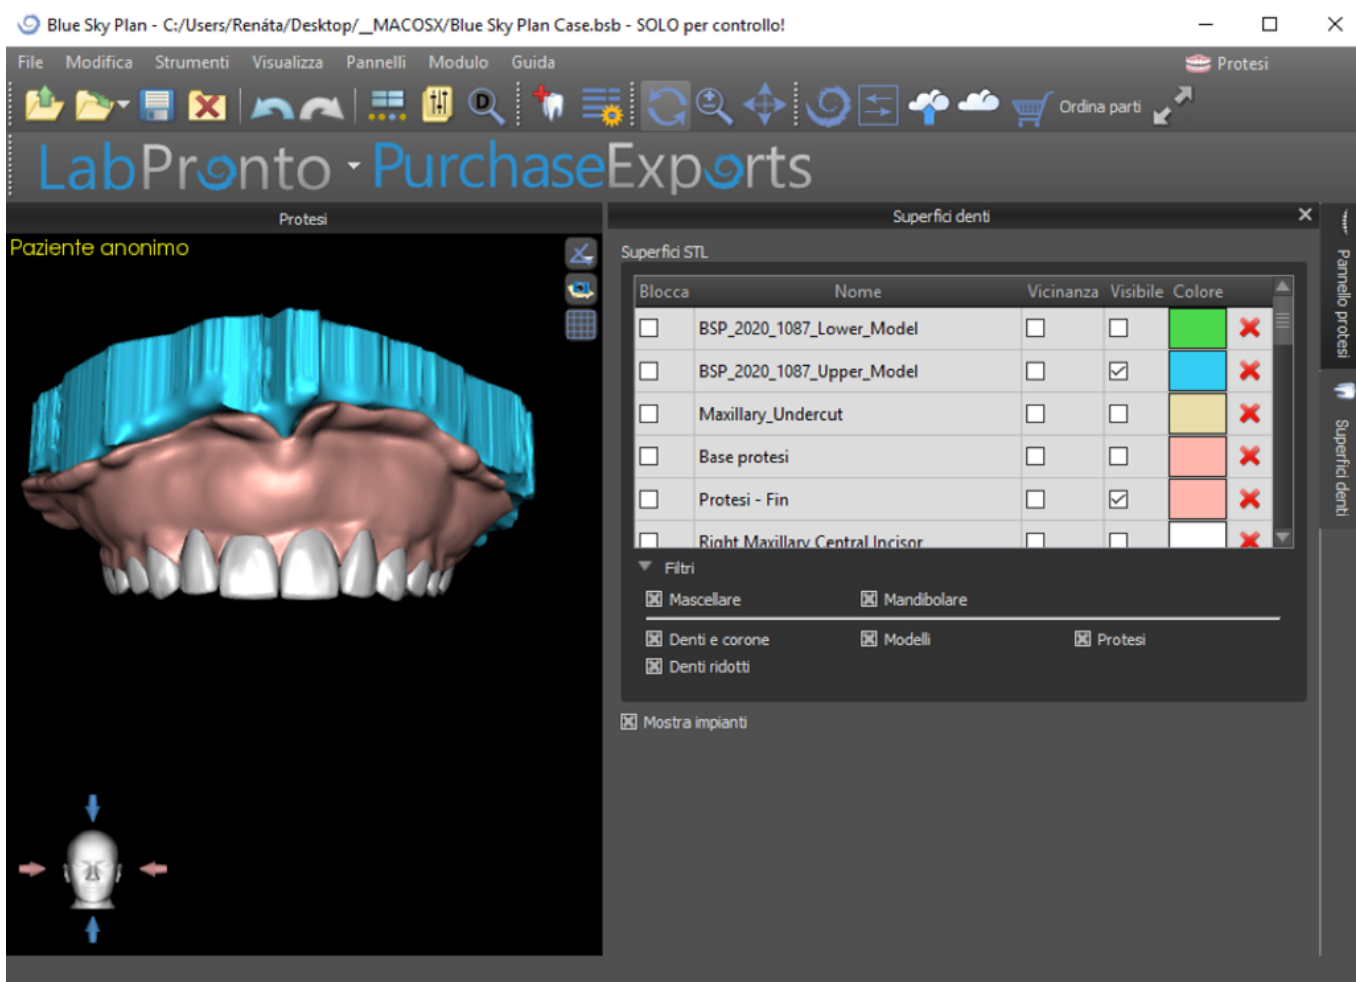 Blue Sky Plan - C:/Users/Renáta/Desktop/__MACOSX/Blue Sky Plan Case.bsb - SOLO per controllo!
File Modifica Strumenti Visualizza Pannelli Modulo Guida
Protesi
D
Ordina parti
LabPronto PurchaseExports
Protesi
Superfici denti
Paziente anonimo
Superfici STL
Blocca Nome Vicinanza Visibile Colore
BSP_2020_1087_Lower_Model
BSP_2020_1087_Upper_Model
Maxillary_Undercut
Base protesi
Protesi - Fin
Right Maxillary Central Incisor
Filtri
Mascellare Mandibolare
Denti e corone Modelli Protesi
Denti ridotti
Mostra impianti
Pannello protesi
Superfici denti